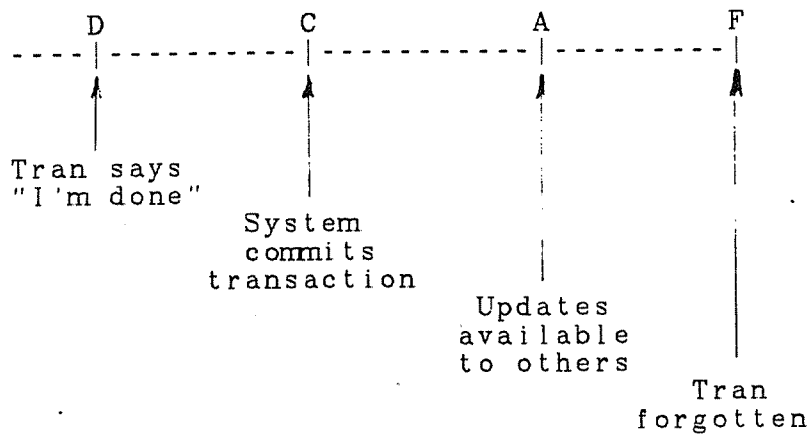 D C A F
Tran says
"I'm done"
System
commits
transaction
Updates
available
to others
Tran
forgotten